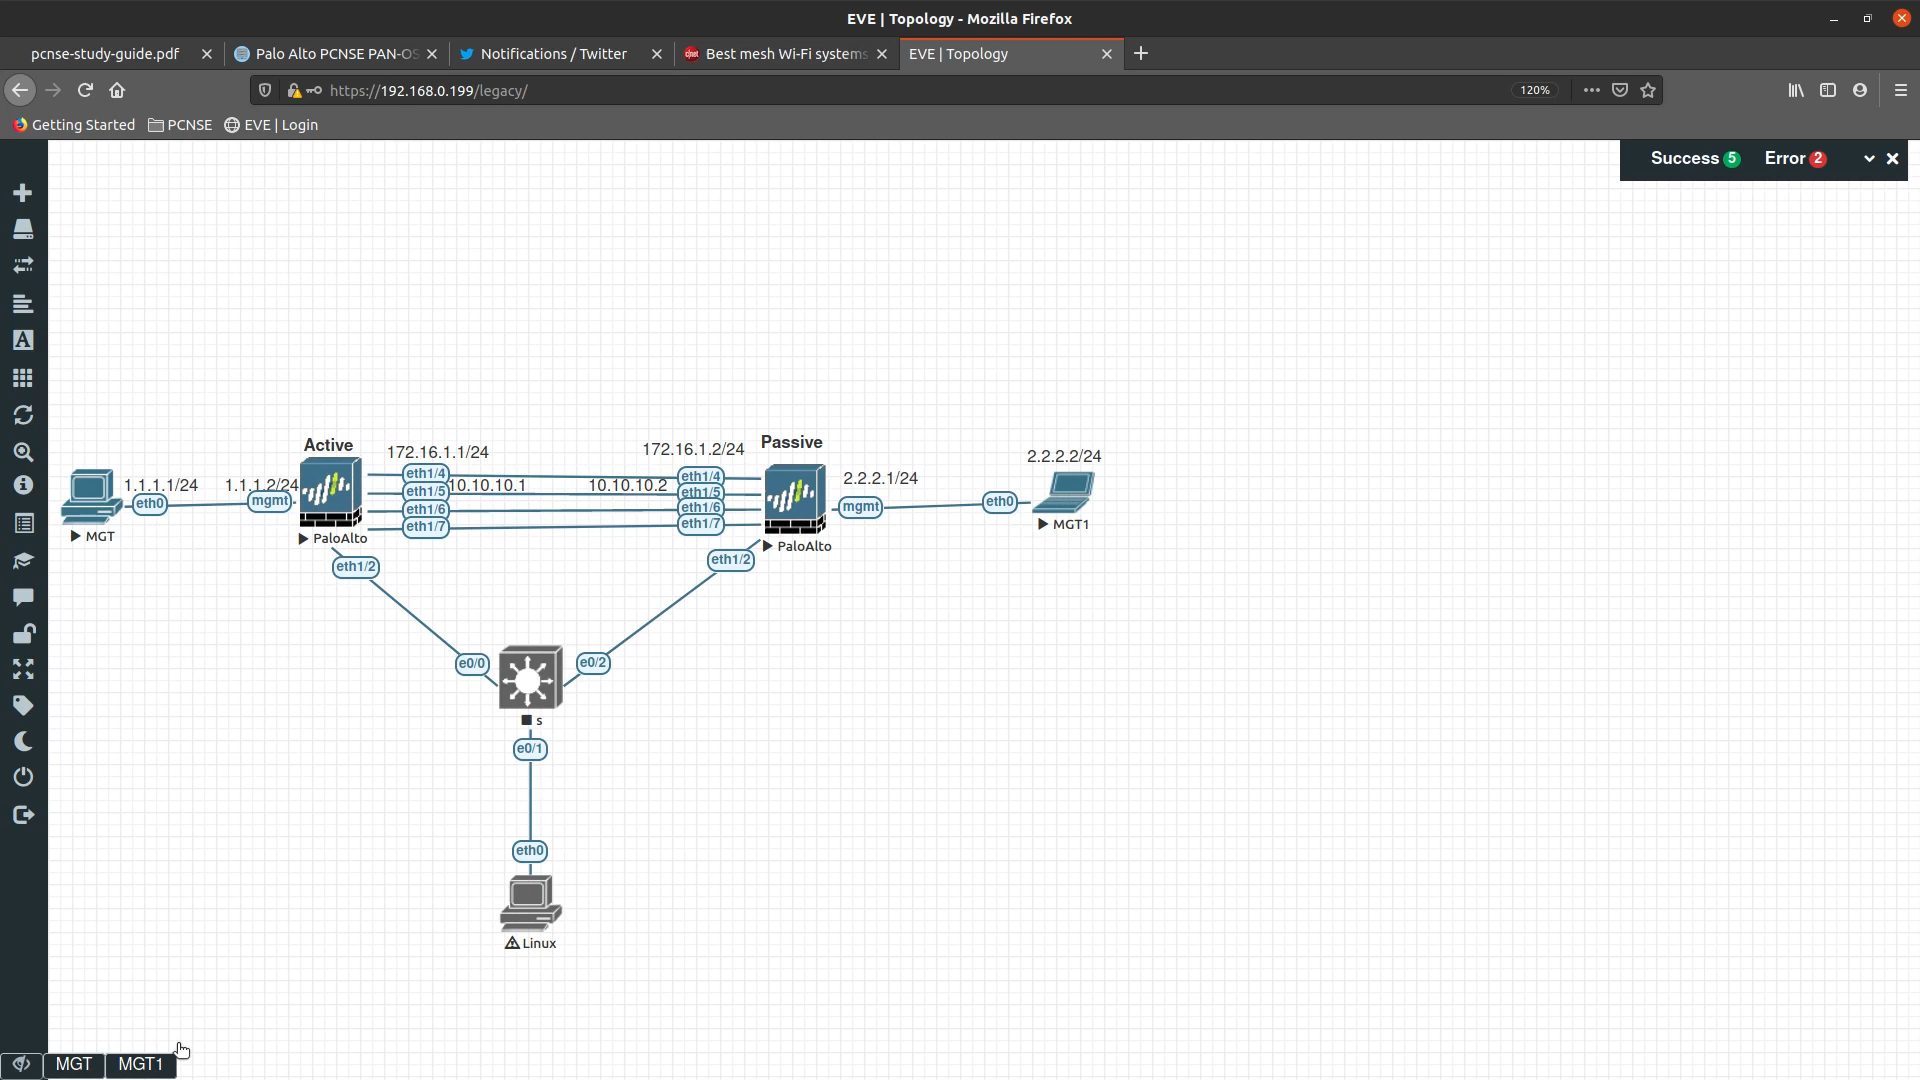 EVE | Topology - Mozilla Firefox
pcnse-study-guide.pdf
Palo Alto PCNSE PAN-OS
Notifications / Twitter
cnet
Best mesh Wi-Fi systems
EVE | Topology
https://192.168.0.199/legacy/
120%
Getting Started
PCNSE
EVE | Login
Success 5
Error 2
A
Active
172.16.1.1/24
172.16.1.2/24
Passive
2.2.2.2/24
1.1.1.1/24
1.1.1.2/24
eth1/4
eth1/4
2.2.2.1/24
eth0
mgmt
eth1/5
10.10.10.1
10.10.10.2
eth1/5
mgmt
eth0
eth1/6
eth1/6
eth1/7
eth1/7
MGT
PaloAlto
PaloAlto
MGT1
eth1/2
eth1/2
e0/0
e0/2
s
e0/1
eth0
Linux
MGT
MGT1